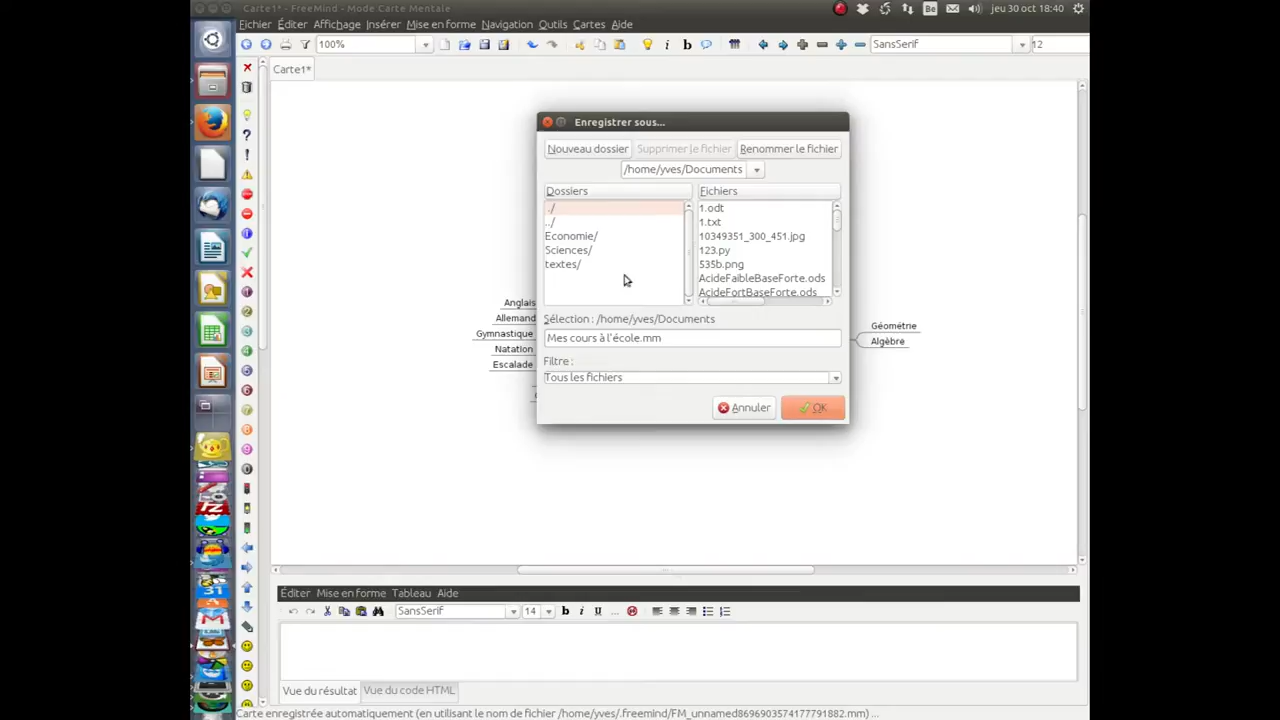 Carte1* - FreeMind - Mode Carte Mentale
Be
jeu 30 oct 18:40
Fichier Éditer Affichage Insérer Mise en forme Navigation Outils Cartes Aide
100%
SansSerif
12
Carte1*
Enregistrer sous...
Nouveau dossier
Supprimer le fichier
Renommer le fichier
/home/yves/Documents
Dossiers
Fichiers
./
../
Economie/
Sciences/
textes/
1.odt
1.txt
10349351_300_451.jpg
123.py
535b.png
AcideFaibleBaseForte.ods
AcideFortBaseForte.ods
Anglais
Allemand
Gymnastique
Natation
Escalade
Géométrie
Algèbre
Sélection : /home/yves/Documents
Mes cours à l'école.mm
Filtre :
Tous les fichiers
Annuler
OK
Éditer Mise en forme Tableau Aide
SansSerif
14
Vue du résultat
Vue du code HTML
Carte enregistrée automatiquement (en utilisant le nom de fichier /home/yves/.freemind/FM_unnamed8696903574177791882.mm) ...